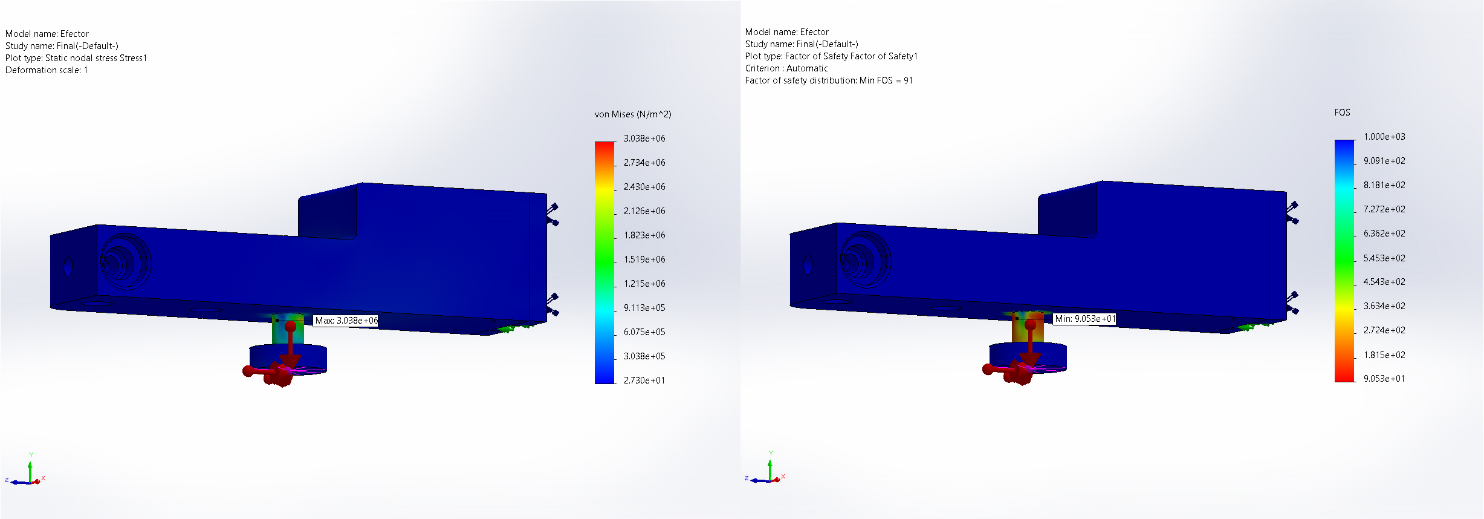 Model name: Efector
Study name: Final(-Default-)
Plot type: Static nodal stress Stress1
Deformation scale: 1
von Mises (N/m^2)
3.038e+06
2.734e+06
2.430e+06
2.126e+06
1.823e+06
1.519e+06
1.215e+06
9.113e+05
6.075e+05
3.038e+05
2.730e+01
Max: 3.038e+06
Y
Z
X
Model name: Efector
Study name: Final(-Default-)
Plot type: Factor of Safety Factor of Safety1
Criterion : Automatic
Factor of safety distribution: Min FOS = 91
FOS
1.000e+03
9.091e+02
8.181e+02
7.272e+02
6.362e+02
5.453e+02
4.543e+02
3.634e+02
2.724e+02
1.815e+02
9.053e+01
Min: 9.053e+01
Y
Z
X